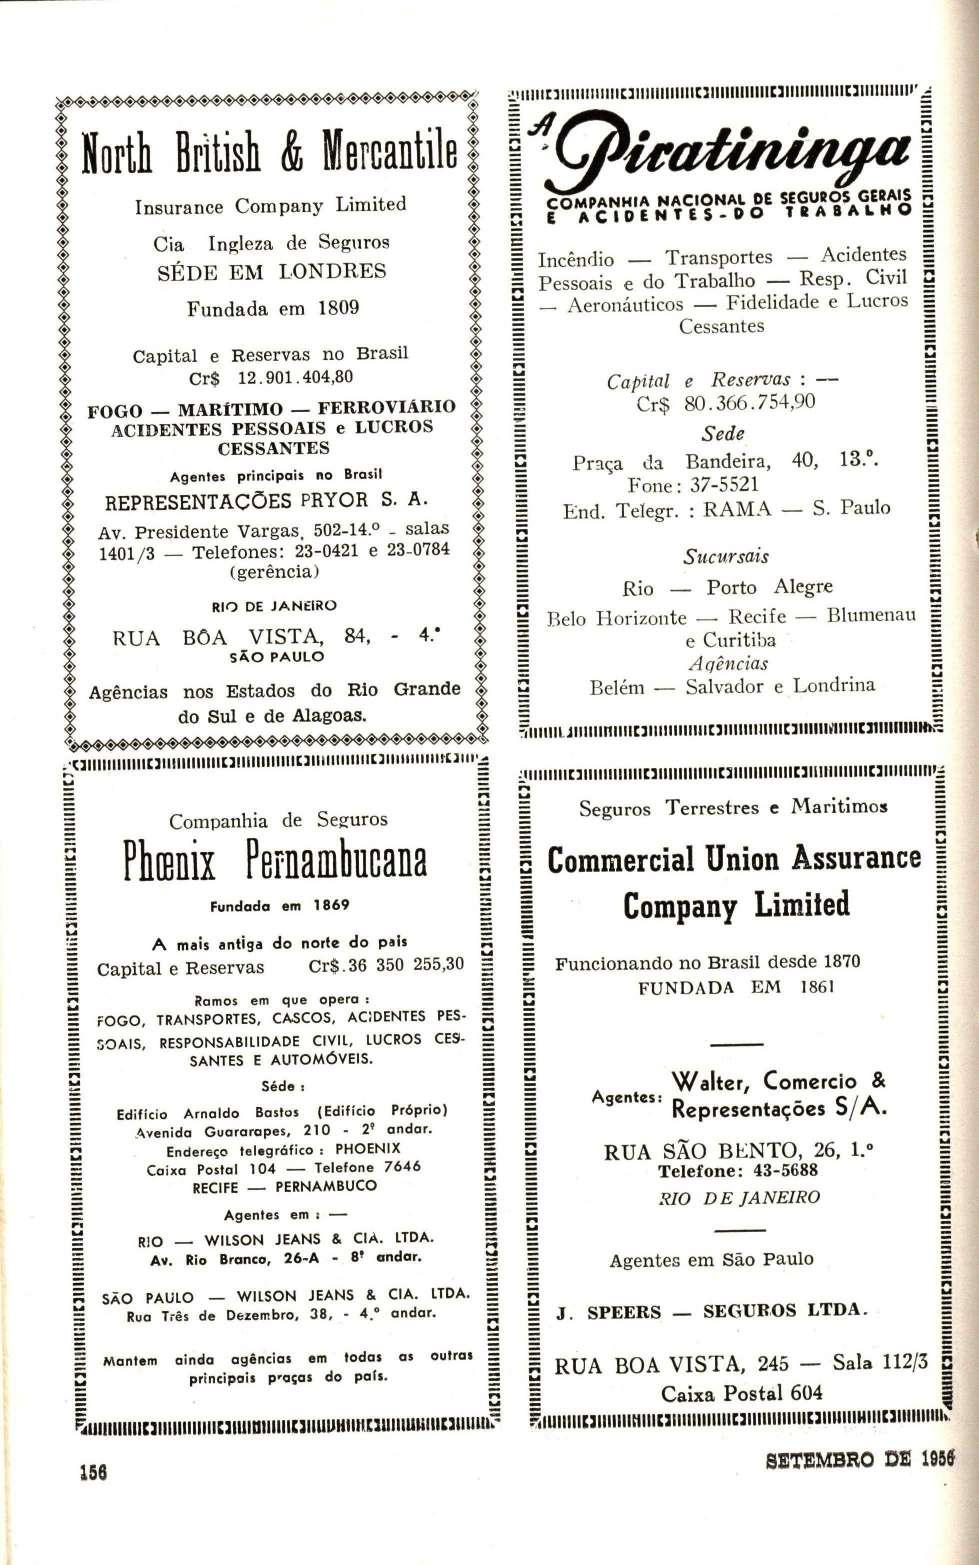 North British & Mercantile
Insurance Company Limited
Cia Ingleza de Seguros
SÉDE EM LONDRES
Fundada em 1809
Capital e Reservas no Brasil
Cr$ 12.901.404,80
FOGO — MARÍTIMO — FERROVIÁRIO
ACIDENTES PESSOAIS e LUCROS
CESSANTES
Agentes principais no Brasil
REPRESENTAÇÕES PRYOR S. A.
Av. Presidente Vargas, 502-14.º - salas
1401/3 — Telefones: 23-0421 e 23-0784
(gerência)
RIO DE JANEIRO
RUA BÔA VISTA, 84, - 4.º
SÃO PAULO
Agências nos Estados do Rio Grande
do Sul e de Alagoas.
A Piratininga
COMPANHIA NACIONAL DE SEGUROS GERAIS
E ACIDENTES-DO TRABALHO
Incêndio — Transportes — Acidentes
Pessoais e do Trabalho — Resp. Civil
— Aeronáuticos — Fidelidade e Lucros
Cessantes
Capital e Reservas : —
Cr$ 80.366.754,90
Sede
Praça da Bandeira, 40, 13.º.
Fone: 37-5521
End. Telegr. : RAMA — S. Paulo
Sucursais
Rio — Porto Alegre
Belo Horizonte — Recife — Blumenau
e Curitiba
Agências
Belém — Salvador e Londrina
Companhia de Seguros
Phœnix Pernambucana
Fundada em 1869
A mais antiga do norte do pais
Capital e Reservas Cr$.36 350 255,30
Ramos em que opera :
FOGO, TRANSPORTES, CASCOS, ACIDENTES PES-
SOAIS, RESPONSABILIDADE CIVIL, LUCROS CES-
SANTES E AUTOMÓVEIS.
Séde :
Edifício Arnaldo Bastos (Edifício Próprio)
Avenida Guararapes, 210 - 2º andar.
Endereço telegráfico : PHOENIX
Caixa Postal 104 — Telefone 7646
RECIFE — PERNAMBUCO
Agentes em : —
RIO — WILSON JEANS & CIA. LTDA.
Av. Rio Branco, 26-A - 8º andar.
SÃO PAULO — WILSON JEANS & CIA. LTDA.
Rua Três de Dezembro, 38, - 4.º andar.
Mantem ainda agências em todas as outras
principais praças do país.
Seguros Terrestres e Maritimos
Commercial Union Assurance
Company Limited
Funcionando no Brasil desde 1870
FUNDADA EM 1861
Agentes: Walter, Comercio &
Representações S/A.
RUA SÃO BENTO, 26, 1.º
Telefone: 43-5688
RIO DE JANEIRO
Agentes em São Paulo
J. SPEERS — SEGUROS LTDA.
RUA BOA VISTA, 245 — Sala 112/3
Caixa Postal 604
156
SETEMBRO DE 1956